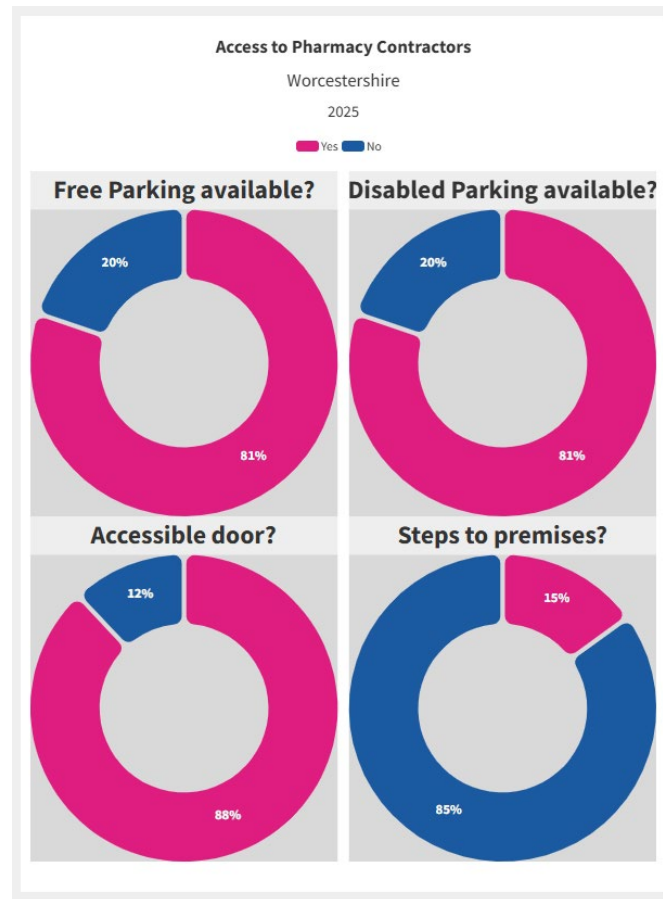 Access to Pharmacy Contractors
Worcestershire
2025
Yes No
Free Parking available?
20%
81%
Disabled Parking available?
20%
81%
Accessible door?
12%
88%
Steps to premises?
15%
85%